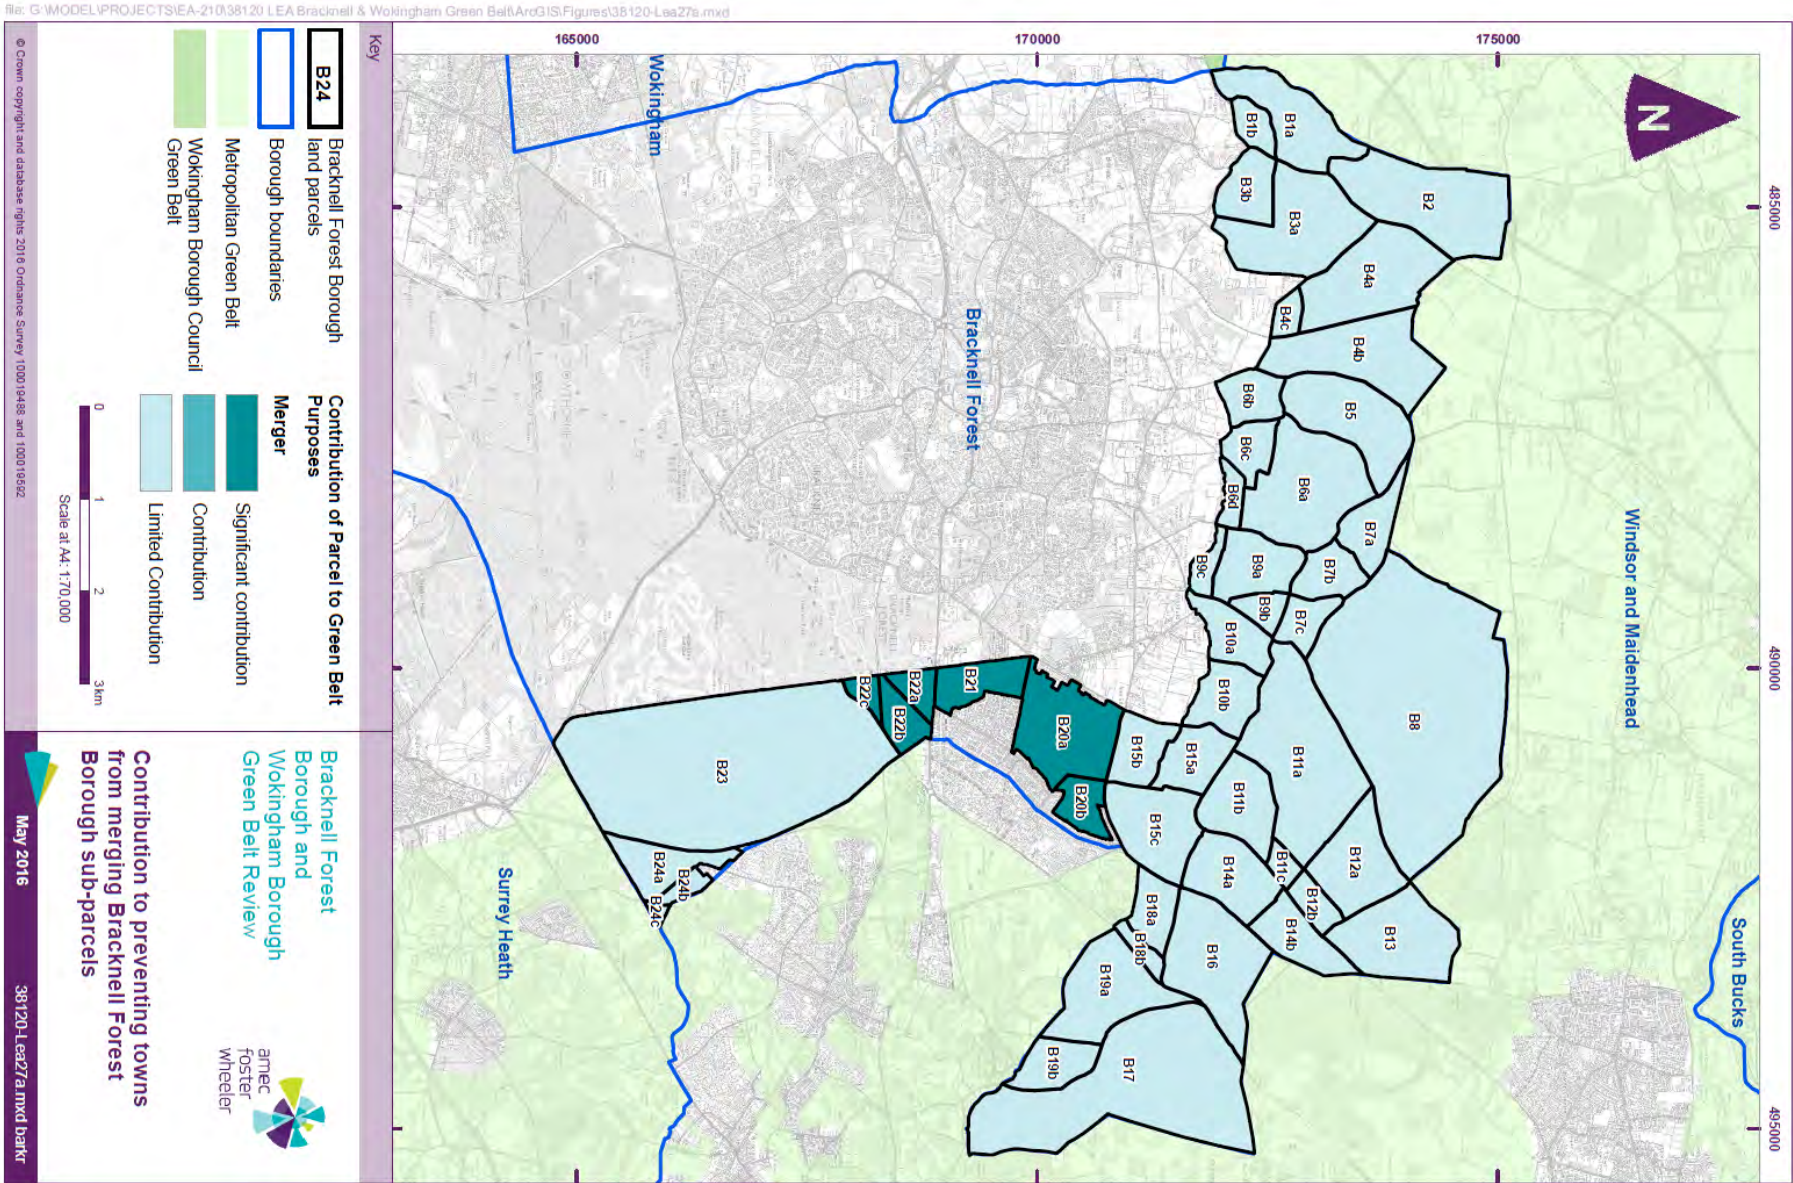 file: G:\MODEL\PROJECTS\EA-210\38120 LEA Bracknell & Wokingham Green Belt\ArcGIS\Figures\38120-Lea27a.mxd
165000
170000
175000
485000
490000
495000
N
Wokingham
Bracknell Forest
Windsor and Maidenhead
South Bucks
Surrey Heath
B1a
B1b
B2
B3a
B3b
B4a
B4b
B4c
B5
B6a
B6b
B6c
B6d
B7a
B7b
B7c
B8
B9a
B9b
B9c
B10a
B10b
B11a
B11b
B11c
B12a
B12b
B13
B14a
B14b
B15a
B15b
B15c
B16
B17
B18a
B18b
B19a
B19b
B20a
B20b
B21
B22a
B22b
B22c
B23
B24a
B24b
B24c
Key
B24
Bracknell Forest Borough
land parcels
Borough boundaries
Metropolitan Green Belt
Wokingham Borough Council
Green Belt
Contribution of Parcel to Green Belt
Purposes
Merger
Significant contribution
Contribution
Limited Contribution
0 1 2 3 km
Scale at A4: 1:70,000
© Crown copyright and database rights 2016 Ordnance Survey 100019488 and 100019592
Bracknell Forest
Borough and
Wokingham Borough
Green Belt Review
amec
foster
wheeler
Contribution to preventing towns
from merging Bracknell Forest
Borough sub-parcels
May 2016
38120-Lea27a.mxd barkr